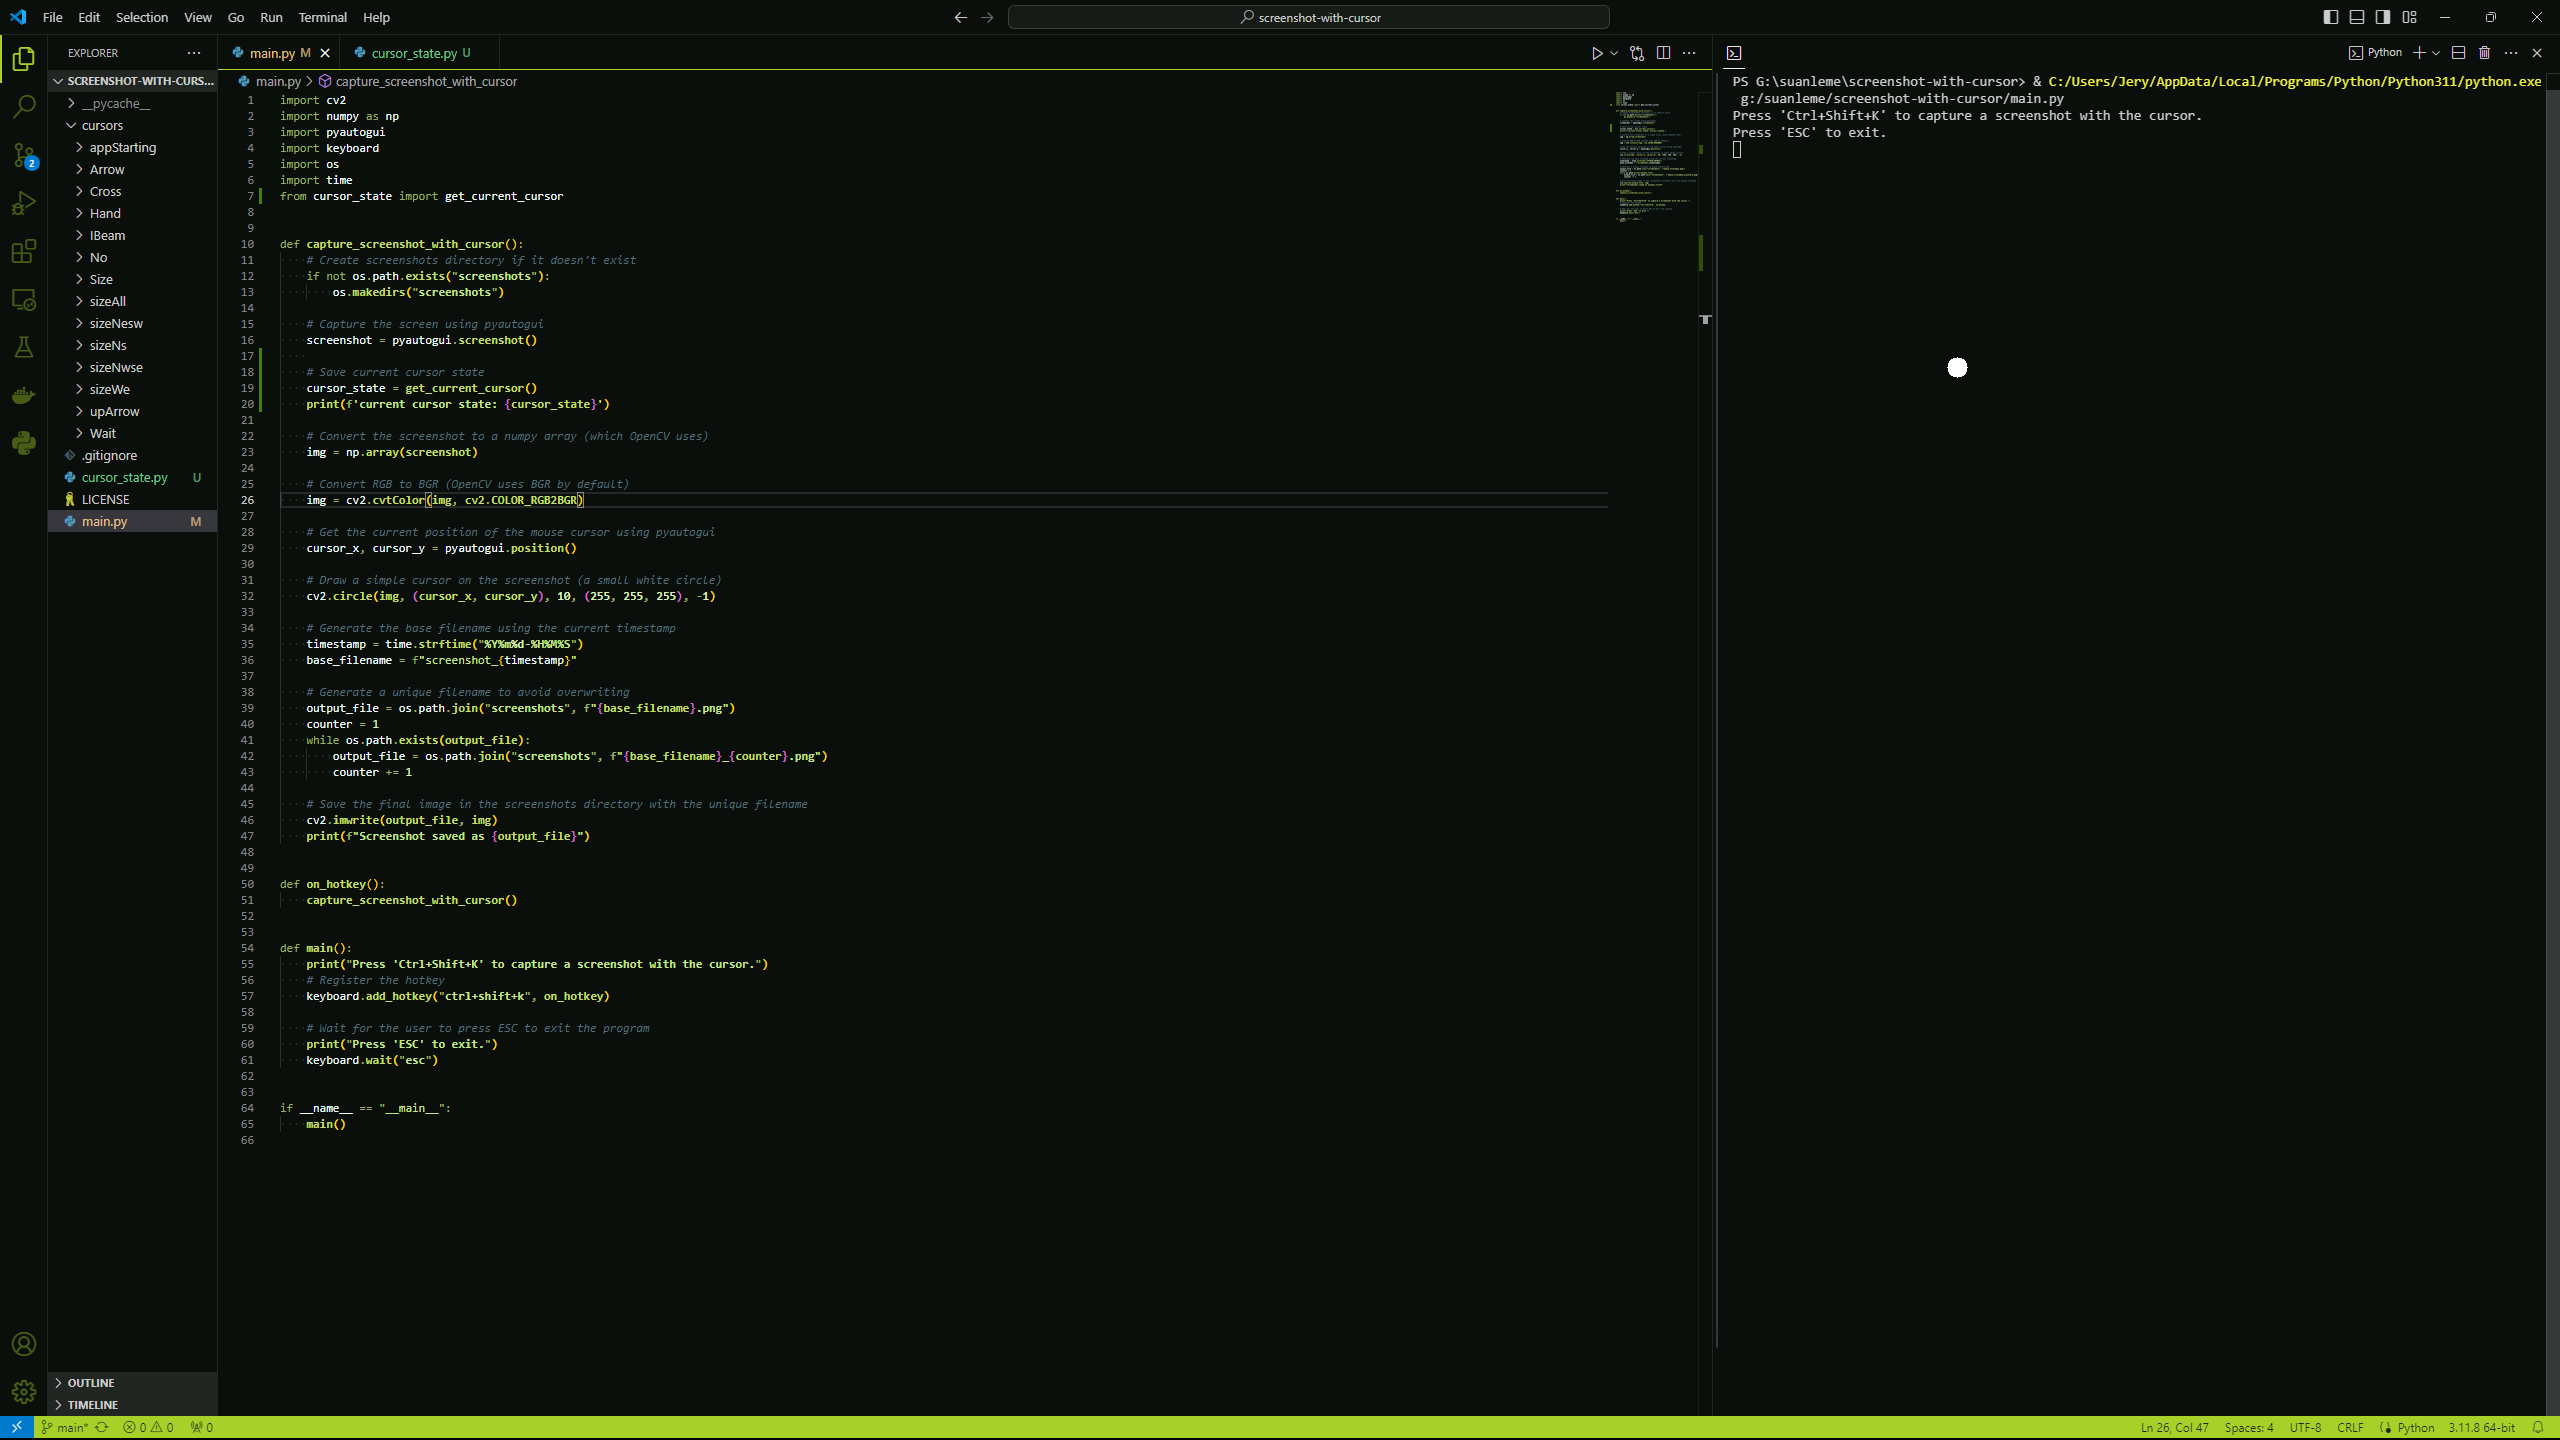 File Edit Selection View Go Run Terminal Help
screenshot-with-cursor
EXPLORER
SCREENSHOT-WITH-CURS...
__pycache__
cursors
appStarting
Arrow
Cross
Hand
IBeam
No
Size
sizeAll
sizeNesw
sizeNs
sizeNwse
sizeWe
upArrow
Wait
.gitignore
cursor_state.py U
LICENSE
main.py M
2
OUTLINE
TIMELINE
main.py M cursor_state.py U
main.py > capture_screenshot_with_cursor
1 import cv2
2 import numpy as np
3 import pyautogui
4 import keyboard
5 import os
6 import time
7 from cursor_state import get_current_cursor
8
9
10 def capture_screenshot_with_cursor():
11 # Create screenshots directory if it doesn't exist
12 if not os.path.exists("screenshots"):
13 os.makedirs("screenshots")
14
15 # Capture the screen using pyautogui
16 screenshot = pyautogui.screenshot()
17
18 # Save current cursor state
19 cursor_state = get_current_cursor()
20 print(f'current cursor state: {cursor_state}')
21
22 # Convert the screenshot to a numpy array (which OpenCV uses)
23 img = np.array(screenshot)
24
25 # Convert RGB to BGR (OpenCV uses BGR by default)
26 img = cv2.cvtColor(img, cv2.COLOR_RGB2BGR)
27
28 # Get the current position of the mouse cursor using pyautogui
29 cursor_x, cursor_y = pyautogui.position()
30
31 # Draw a simple cursor on the screenshot (a small white circle)
32 cv2.circle(img, (cursor_x, cursor_y), 10, (255, 255, 255), -1)
33
34 # Generate the base filename using the current timestamp
35 timestamp = time.strftime("%Y%m%d-%H%M%S")
36 base_filename = f"screenshot_{timestamp}"
37
38 # Generate a unique filename to avoid overwriting
39 output_file = os.path.join("screenshots", f"{base_filename}.png")
40 counter = 1
41 while os.path.exists(output_file):
42 output_file = os.path.join("screenshots", f"{base_filename}_{counter}.png")
43 counter += 1
44
45 # Save the final image in the screenshots directory with the unique filename
46 cv2.imwrite(output_file, img)
47 print(f"Screenshot saved as {output_file}")
48
49
50 def on_hotkey():
51 capture_screenshot_with_cursor()
52
53
54 def main():
55 print("Press 'Ctrl+Shift+K' to capture a screenshot with the cursor.")
56 # Register the hotkey
57 keyboard.add_hotkey("ctrl+shift+k", on_hotkey)
58
59 # Wait for the user to press ESC to exit the program
60 print("Press 'ESC' to exit.")
61 keyboard.wait("esc")
62
63
64 if __name__ == "__main__":
65 main()
66
Python
PS G:\suanleme\screenshot-with-cursor> & C:/Users/Jery/AppData/Local/Programs/Python/Python311/python.exe
g:/suanleme/screenshot-with-cursor/main.py
Press 'Ctrl+Shift+K' to capture a screenshot with the cursor.
Press 'ESC' to exit.
main* 0 0 0 Ln 26, Col 47 Spaces: 4 UTF-8 CRLF Python 3.11.8 64-bit